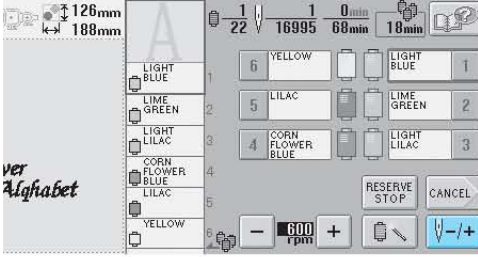 126mm
188mm
ver
Alqhabet
A
LIGHT
BLUE
1
LIME
GREEN
2
LIGHT
LILAC
3
CORN
FLOWER
BLUE
4
LILAC
5
YELLOW
6
1
22
1
16995
0min
68min
18min
6
YELLOW
LIGHT
BLUE
1
5
LILAC
LIME
GREEN
2
4
CORN
FLOWER
BLUE
LIGHT
LILAC
3
RESERVE
STOP
CANCEL
− 600 +
rpm
−/+